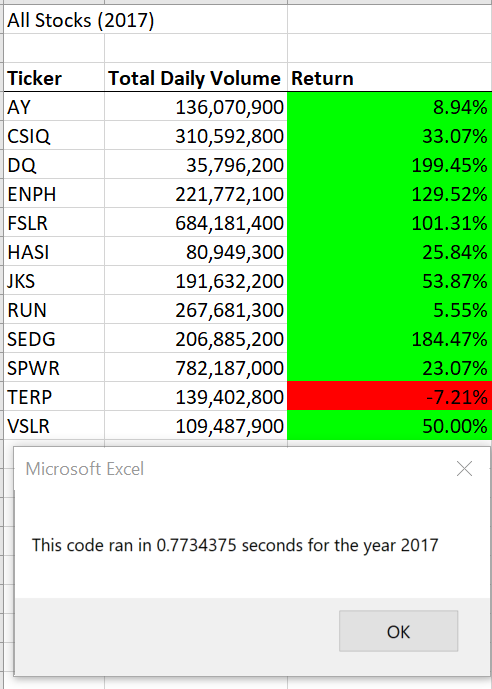 All Stocks (2017)
Ticker Total Daily Volume Return
AY 136,070,900 8.94%
CSIQ 310,592,800 33.07%
DQ 35,796,200 199.45%
ENPH 221,772,100 129.52%
FSLR 684,181,400 101.31%
HASI 80,949,300 25.84%
JKS 191,632,200 53.87%
RUN 267,681,300 5.55%
SEDG 206,885,200 184.47%
SPWR 782,187,000 23.07%
TERP 139,402,800 -7.21%
VSLR 109,487,900 50.00%
Microsoft Excel
This code ran in 0.7734375 seconds for the year 2017
OK